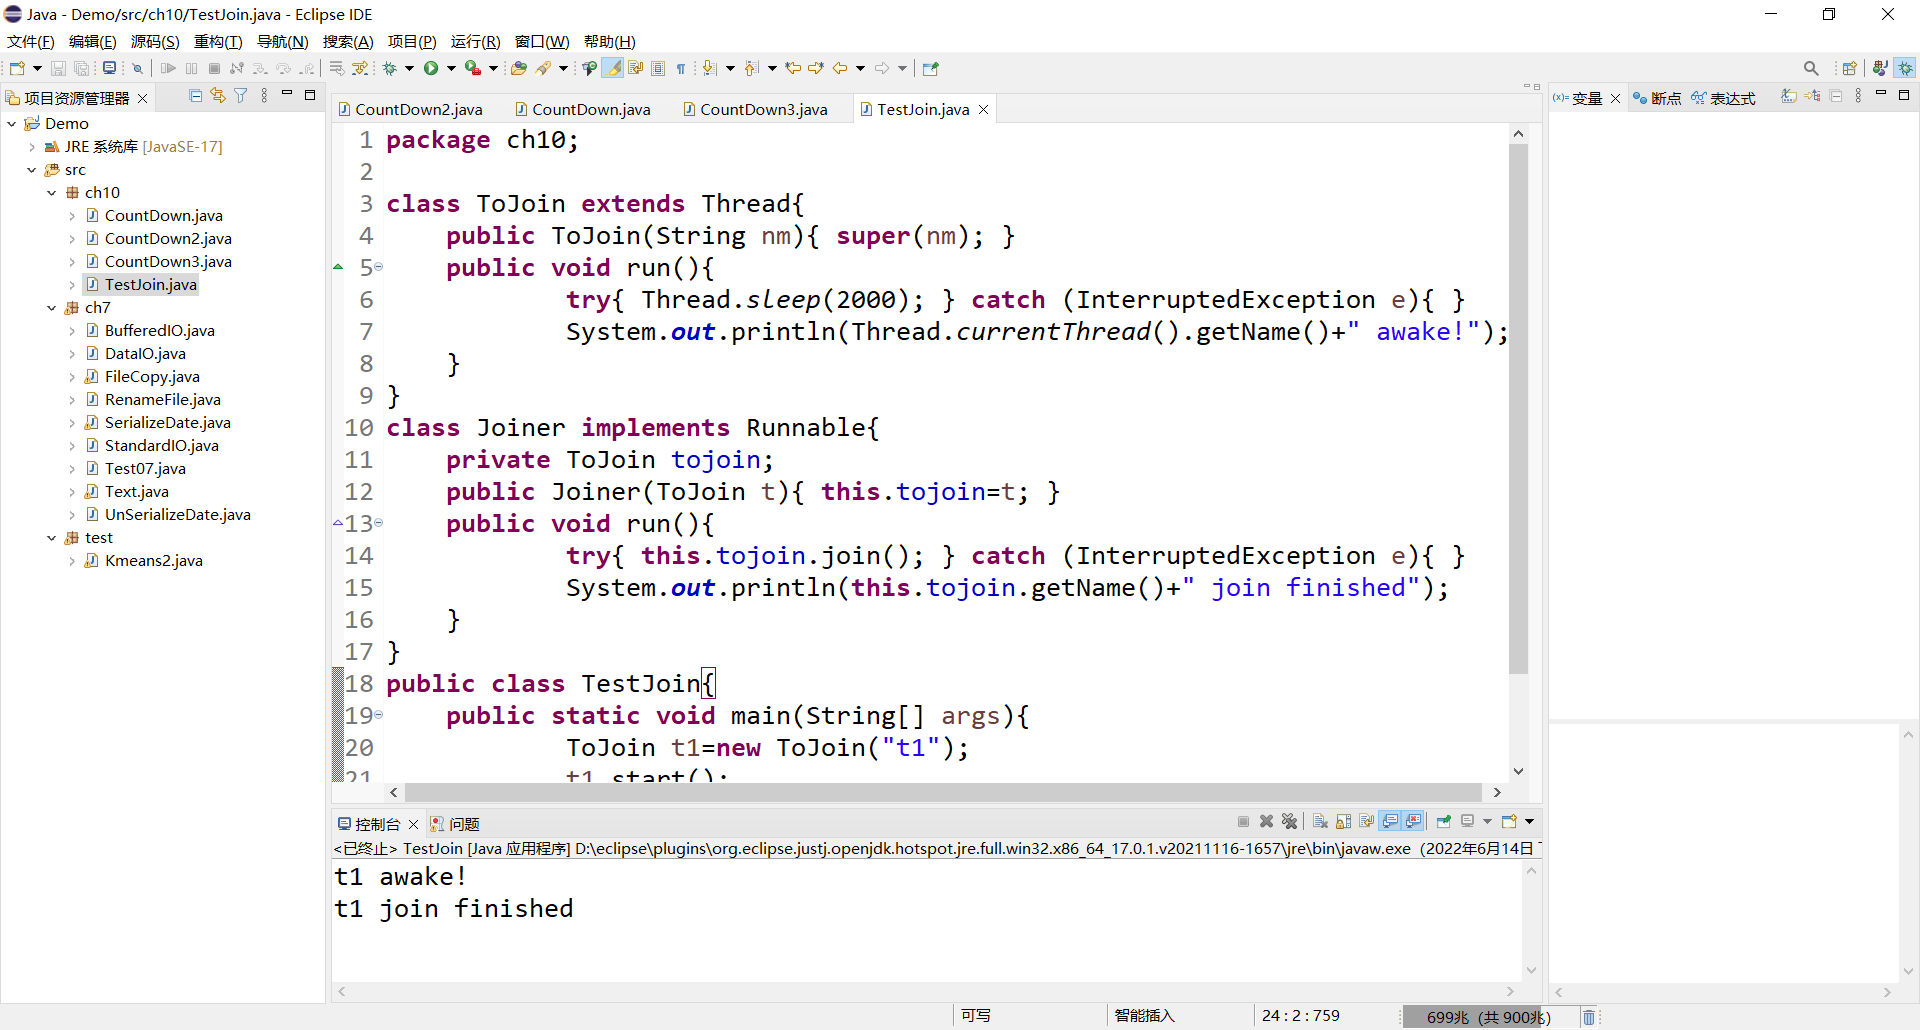 Java - Demo/src/ch10/TestJoin.java - Eclipse IDE
文件(F) 编辑(E) 源码(S) 重构(T) 导航(N) 搜索(A) 项目(P) 运行(R) 窗口(W) 帮助(H)
项目资源管理器
Demo
JRE 系统库 [JavaSE-17]
src
ch10
CountDown.java
CountDown2.java
CountDown3.java
TestJoin.java
ch7
BufferedIO.java
DataIO.java
FileCopy.java
RenameFile.java
SerializeDate.java
StandardIO.java
Test07.java
Text.java
UnSerializeDate.java
test
Kmeans2.java
CountDown2.java CountDown.java CountDown3.java TestJoin.java
1 package ch10;
2
3 class ToJoin extends Thread{
4 public ToJoin(String nm){ super(nm); }
5 public void run(){
6 try{ Thread.sleep(2000); } catch (InterruptedException e){ }
7 System.out.println(Thread.currentThread().getName()+" awake!");
8 }
9 }
10 class Joiner implements Runnable{
11 private ToJoin tojoin;
12 public Joiner(ToJoin t){ this.tojoin=t; }
13 public void run(){
14 try{ this.tojoin.join(); } catch (InterruptedException e){ }
15 System.out.println(this.tojoin.getName()+" join finished");
16 }
17 }
18 public class TestJoin{
19 public static void main(String[] args){
20 ToJoin t1=new ToJoin("t1");
21 t1.start();
控制台 问题
<已终止> TestJoin [Java 应用程序] D:\eclipse\plugins\org.eclipse.justj.openjdk.hotspot.jre.full.win32.x86_64_17.0.1.v20211116-1657\jre\bin\javaw.exe (2022年6月14日
t1 awake!
t1 join finished
(x)= 变量 断点 表达式
可写 智能插入 24 : 2 : 759 699兆 (共 900兆)